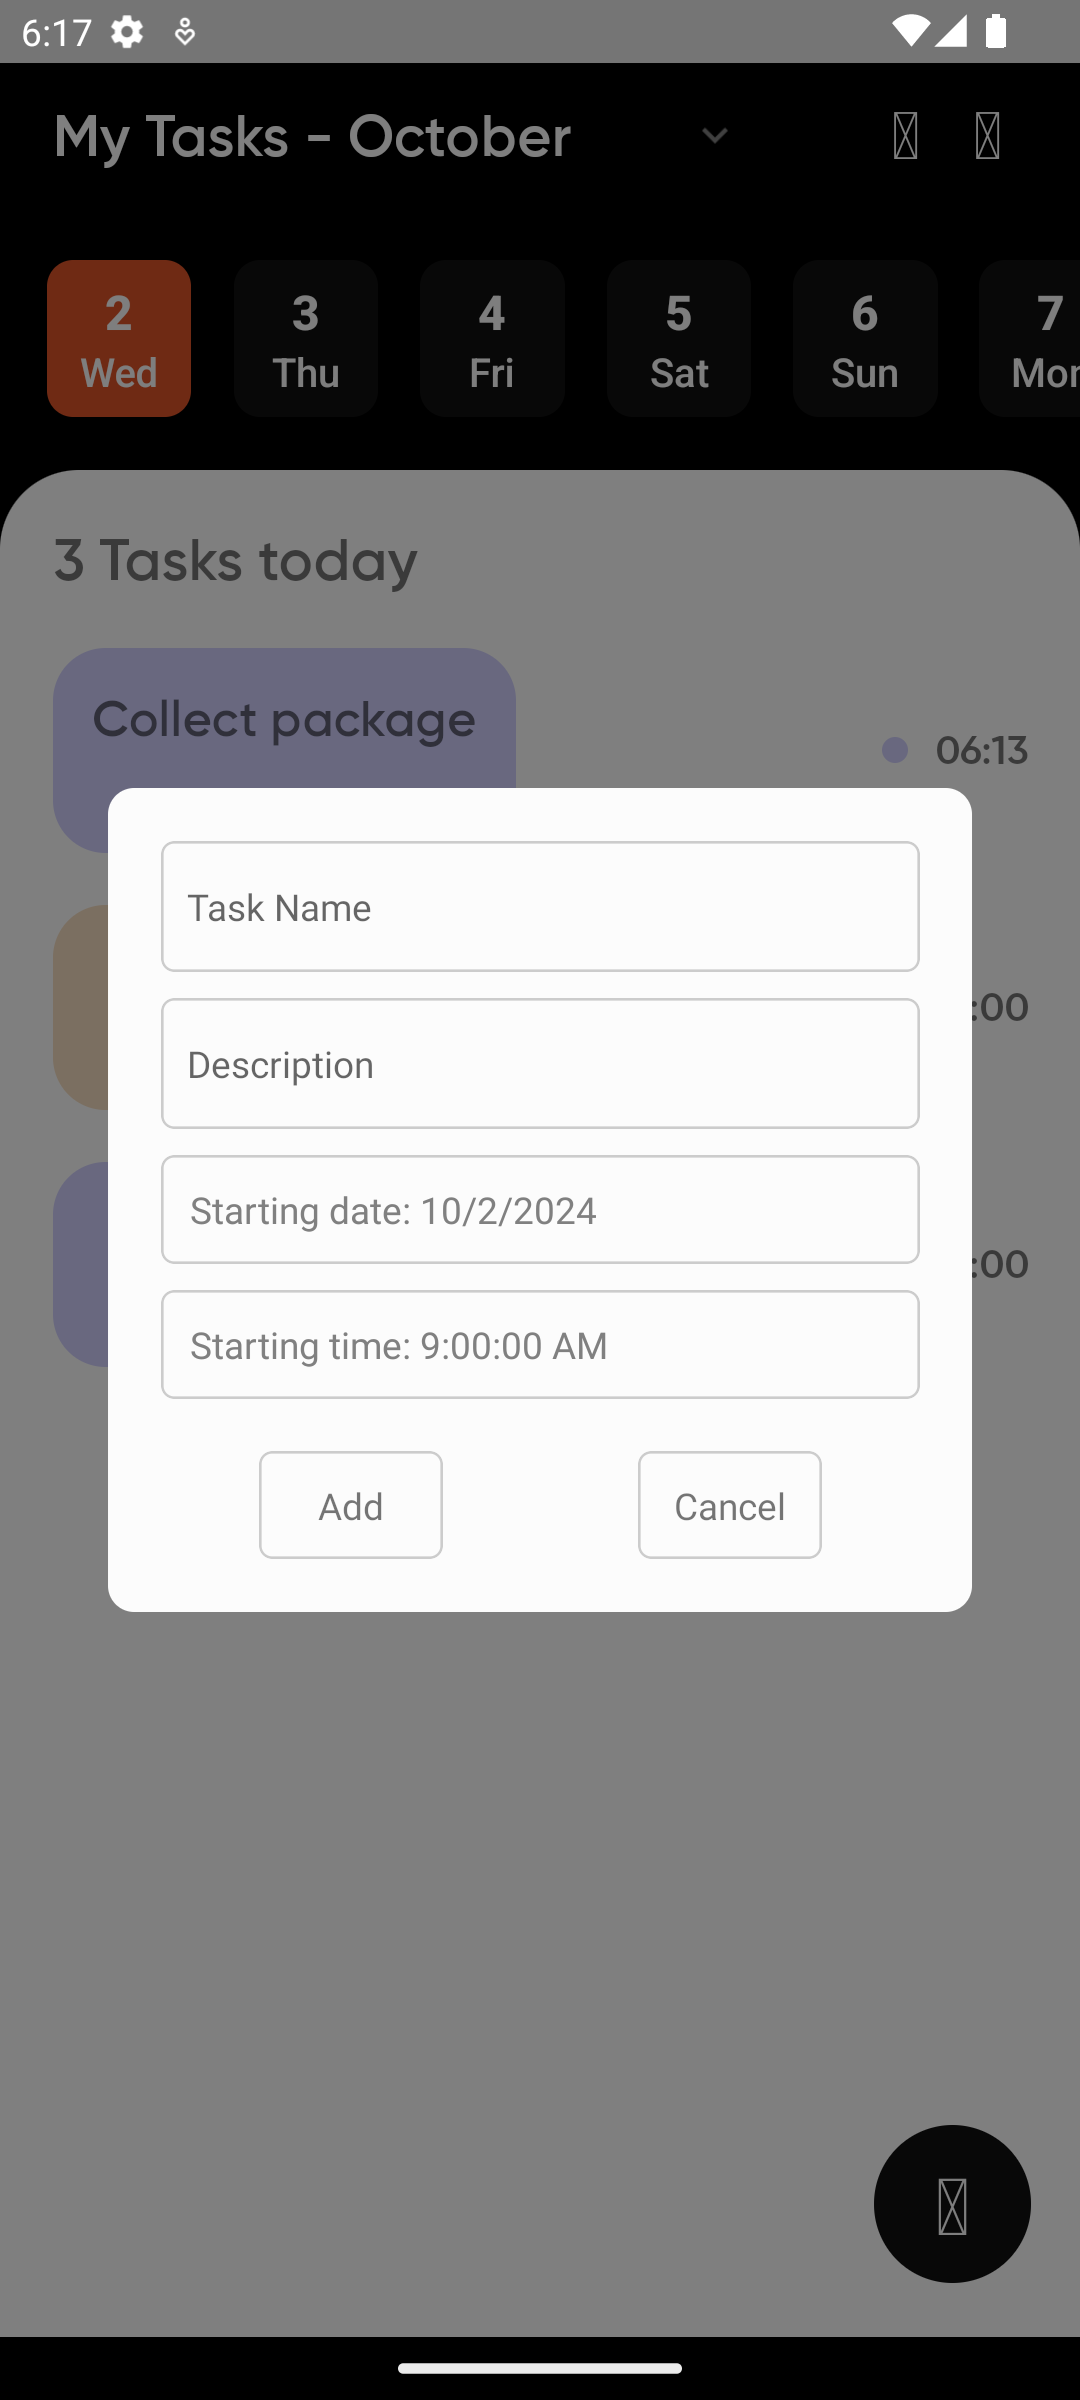 6:17
My Tasks - October
2 3 4 5 6 7
Wed Thu Fri Sat Sun Mon
3 Tasks today
Collect package
06:13
Task Name
:00
Description
Starting date: 10/2/2024
:00
Starting time: 9:00:00 AM
Add Cancel